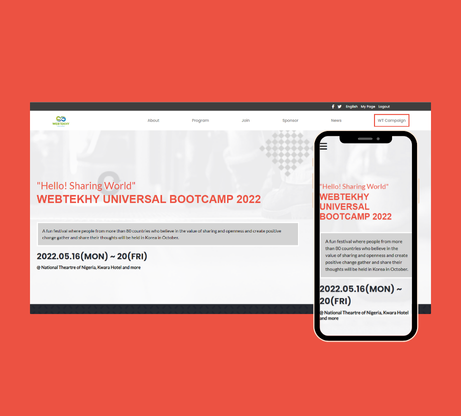 English My Page Logout
WEBTEKHY
About Program Join Sponsor News WT Campaign
"Hello! Sharing World"
WEBTEKHY UNIVERSAL BOOTCAMP 2022
A fun festival where people from more than 80 countries who believe in the value of sharing and openness and create positive
change gather and share their thoughts will be held in Korea in October.
2022.05.16(MON) ~ 20(FRI)
@ National Theartre of Nigeria, Kwara Hotel and more
"Hello! Sharing World"
WEBTEKHY
UNIVERSAL
BOOTCAMP 2022
A fun festival where people from more
than 80 countries who believe in the
value of sharing and openness and create
positive change gather and share their
thoughts will be held in Korea in October.
2022.05.16(MON) ~
20(FRI)
@ National Theartre of Nigeria, Kwara Hotel
and more